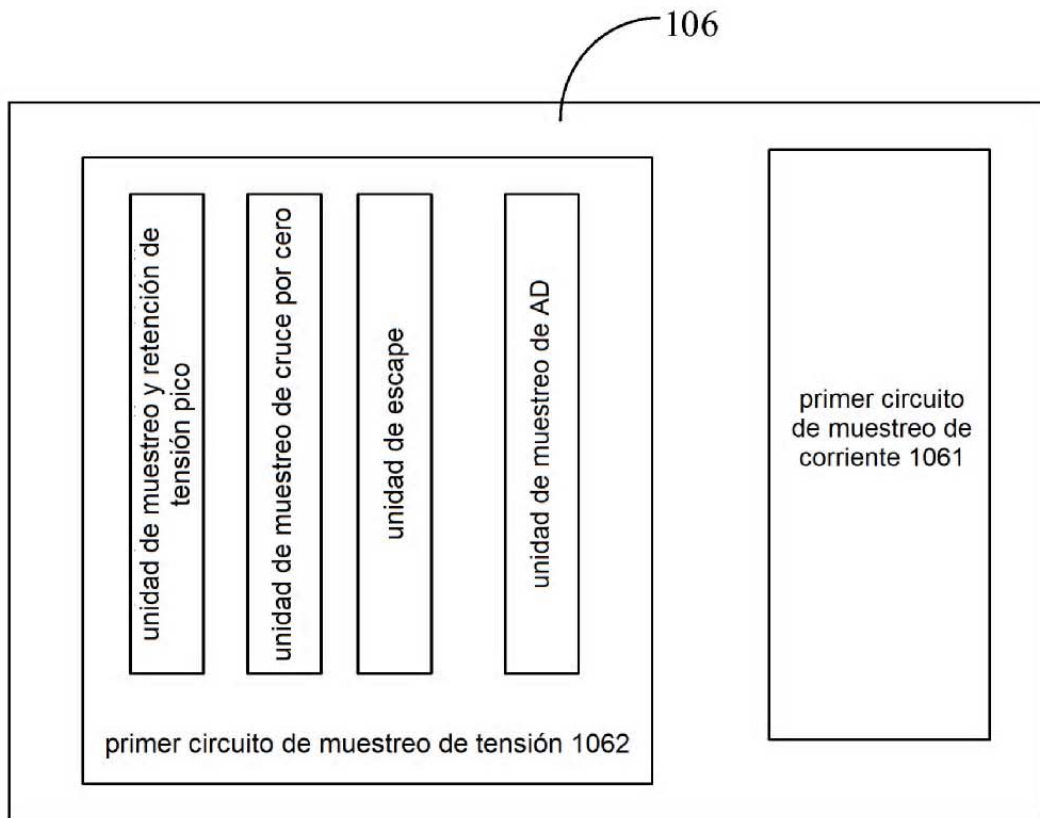 106
unidad de muestreo y retención de
tensión pico
unidad de muestreo de cruce por cero
unidad de escape
unidad de muestreo de AD
primer circuito de muestreo de tensión 1062
primer circuito
de muestreo de
corriente 1061